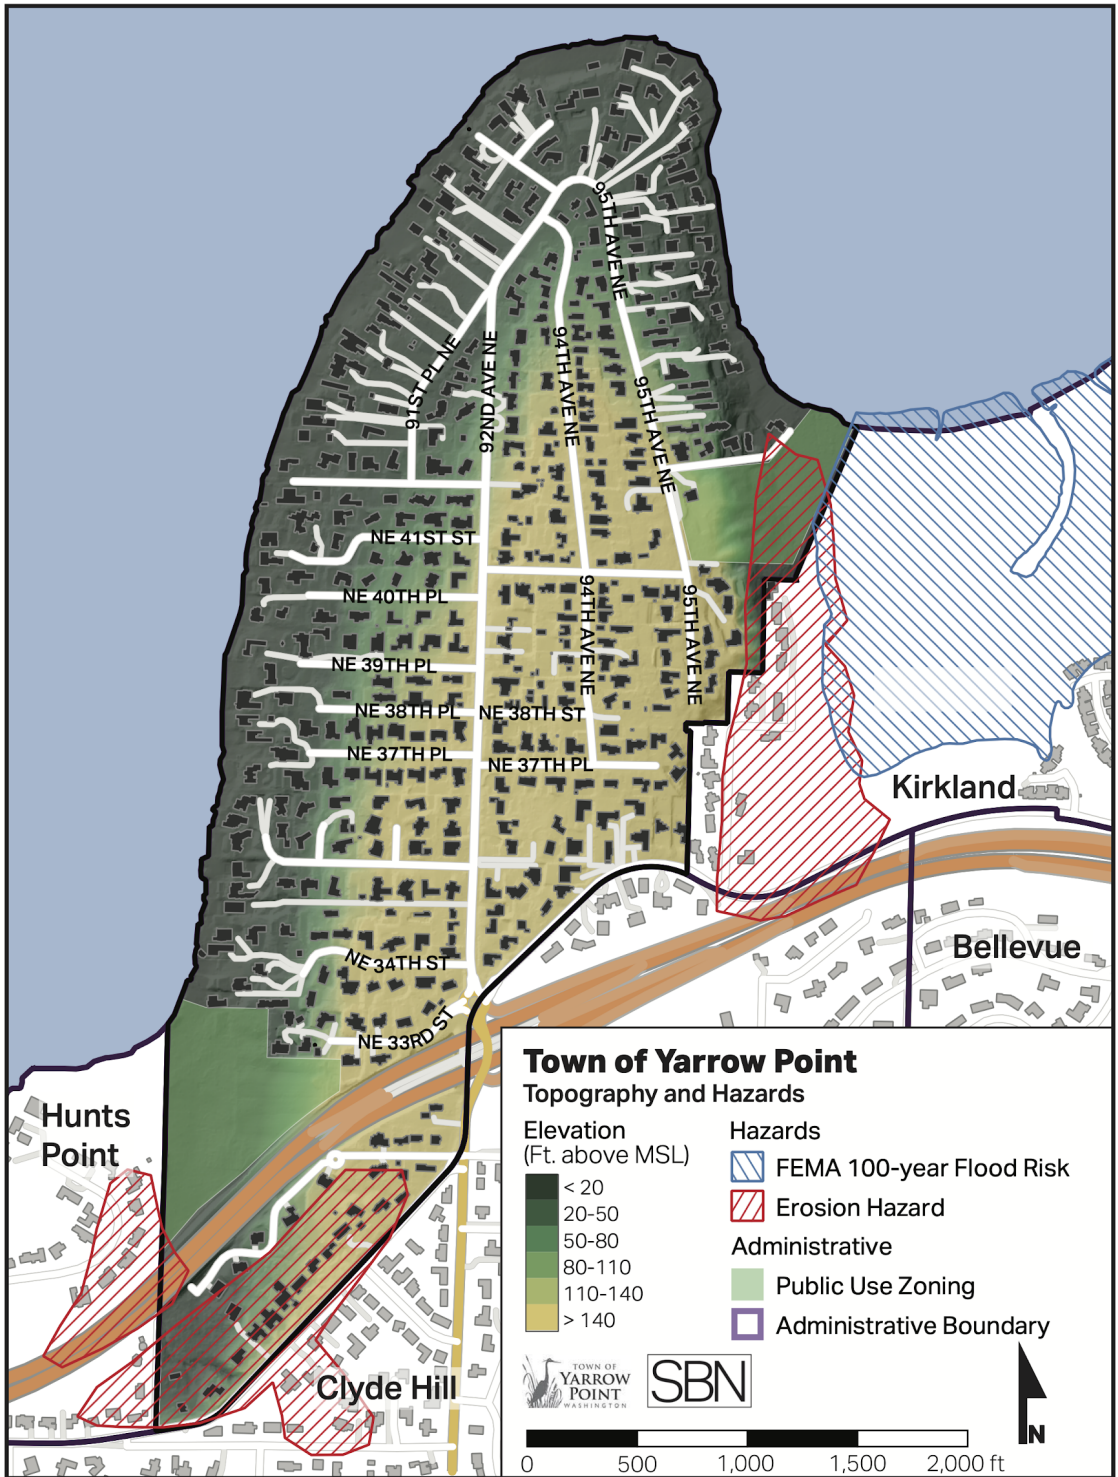 95TH AVE NE
91ST PL NE
92ND AVE NE
94TH AVE NE
95TH AVE NE
NE 41ST ST
NE 40TH PL
94TH AVE NE
95TH AVE NE
NE 39TH PL
NE 38TH PL
NE 38TH ST
NE 37TH PL
NE 37TH PL
Kirkland
Bellevue
NE 34TH ST
NE 33RD ST
Hunts
Point
Clyde Hill
Town of Yarrow Point
Topography and Hazards
Elevation
(Ft. above MSL)
< 20
20-50
50-80
80-110
110-140
> 140
Hazards
FEMA 100-year Flood Risk
Erosion Hazard
Administrative
Public Use Zoning
Administrative Boundary
TOWN OF
YARROW
POINT
WASHINGTON
SBN
N
0 500 1,000 1,500 2,000 ft